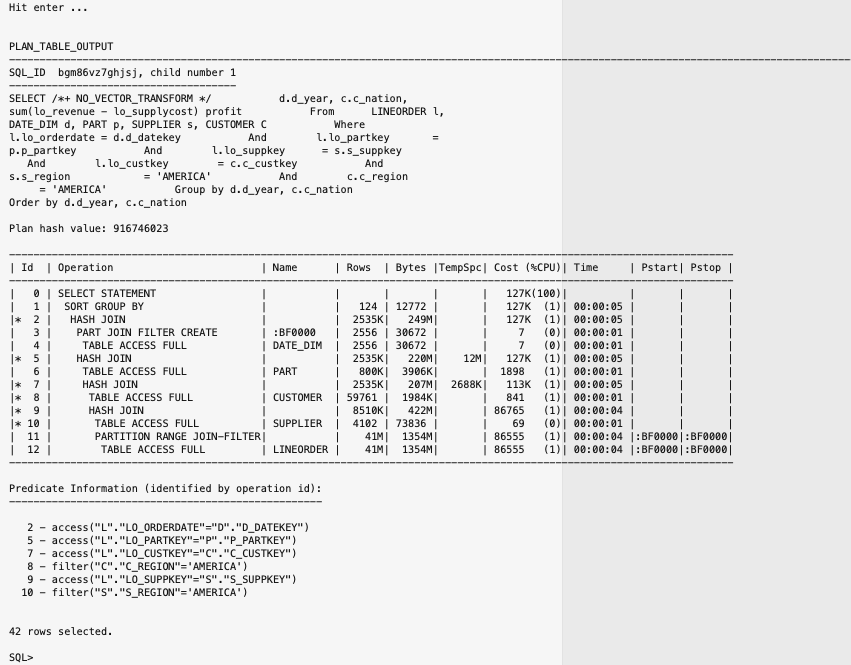 Hit enter ...
PLAN_TABLE_OUTPUT
SQL_ID  bgm86vz7ghjsj, child number 1
SELECT /*+ NO_VECTOR_TRANSFORM */           d.d_year, c.c_nation,
sum(lo_revenue - lo_supplycost) profit           From      LINEORDER l,
DATE_DIM d, PART p, SUPPLIER s, CUSTOMER C           Where
l.lo_orderdate = d.d_datekey           And        l.lo_partkey       =
p.p_partkey           And        l.lo_suppkey      = s.s_suppkey
   And        l.lo_custkey        = c.c_custkey           And
s.s_region            = 'AMERICA'           And        c.c_region
     = 'AMERICA'           Group by d.d_year, c.c_nation
Order by d.d_year, c.c_nation
Plan hash value: 916746023
| Id  | Operation                        | Name      | Rows  | Bytes |TempSpc| Cost (%CPU)| Time     | Pstart| Pstop |
|   0 | SELECT STATEMENT                 |           |       |       |       |   127K(100)|          |       |       |
|   1 |  SORT GROUP BY                   |           |   124 | 12772 |       |   127K  (1)| 00:00:05 |       |       |
|*  2 |   HASH JOIN                      |           |  2535K|   249M|       |   127K  (1)| 00:00:05 |       |       |
|   3 |    PART JOIN FILTER CREATE       | :BF0000   |  2556 | 30672 |       |     7   (0)| 00:00:01 |       |       |
|   4 |     TABLE ACCESS FULL            | DATE_DIM  |  2556 | 30672 |       |     7   (0)| 00:00:01 |       |       |
|*  5 |    HASH JOIN                     |           |  2535K|   220M|    12M|   127K  (1)| 00:00:05 |       |       |
|   6 |     TABLE ACCESS FULL            | PART      |   800K|  3906K|       |  1898   (1)| 00:00:01 |       |       |
|*  7 |     HASH JOIN                    |           |  2535K|   207M|  2688K|   113K  (1)| 00:00:05 |       |       |
|*  8 |      TABLE ACCESS FULL           | CUSTOMER  | 59761 |  1984K|       |   841   (1)| 00:00:01 |       |       |
|*  9 |      HASH JOIN                   |           |  8510K|   422M|       | 86765   (1)| 00:00:04 |       |       |
|* 10 |       TABLE ACCESS FULL          | SUPPLIER  |  4102 | 73836 |       |    69   (0)| 00:00:01 |       |       |
|  11 |       PARTITION RANGE JOIN-FILTER|           |    41M|  1354M|       | 86555   (1)| 00:00:04 |:BF0000|:BF0000|
|  12 |        TABLE ACCESS FULL         | LINEORDER |    41M|  1354M|       | 86555   (1)| 00:00:04 |:BF0000|:BF0000|
Predicate Information (identified by operation id):
   2 - access("L"."LO_ORDERDATE"="D"."D_DATEKEY")
   5 - access("L"."LO_PARTKEY"="P"."P_PARTKEY")
   7 - access("L"."LO_CUSTKEY"="C"."C_CUSTKEY")
   8 - filter("C"."C_REGION"='AMERICA')
   9 - access("L"."LO_SUPPKEY"="S"."S_SUPPKEY")
  10 - filter("S"."S_REGION"='AMERICA')
42 rows selected.
SQL>